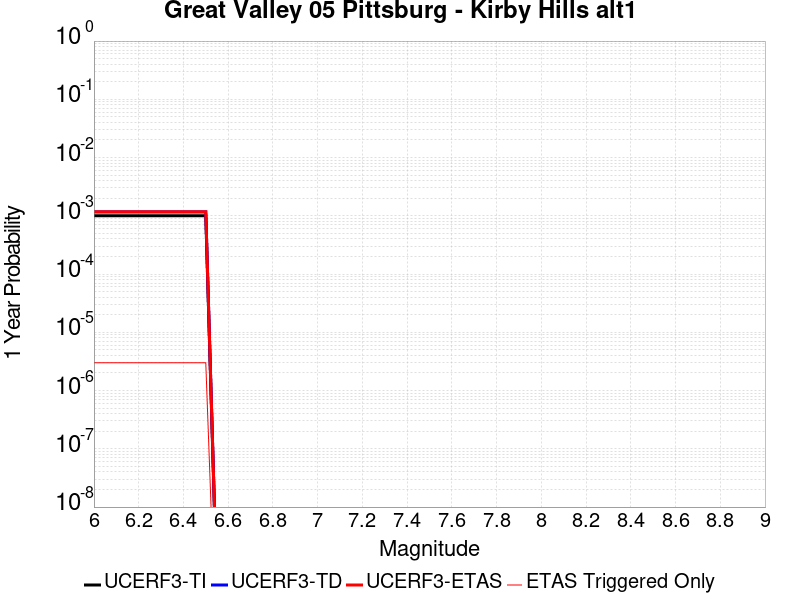 Great Valley 05 Pittsburg - Kirby Hills alt1
10^0
10^-1
10^-2
10^-3
10^-4
10^-5
10^-6
10^-7
10^-8
1 Year Probability
6 6.2 6.4 6.6 6.8 7 7.2 7.4 7.6 7.8 8 8.2 8.4 8.6 8.8 9
Magnitude
UCERF3-TI UCERF3-TD UCERF3-ETAS ETAS Triggered Only